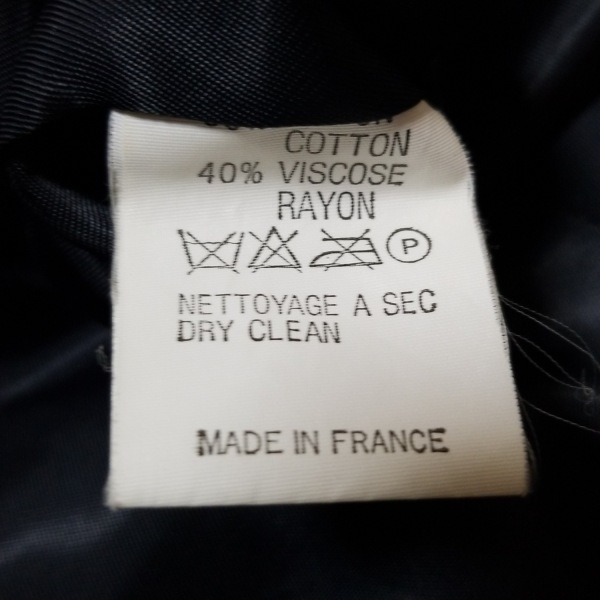 COTTON
40% VISCOSE
RAYON
P
NETTOYAGE A SEC
DRY CLEAN
MADE IN FRANCE